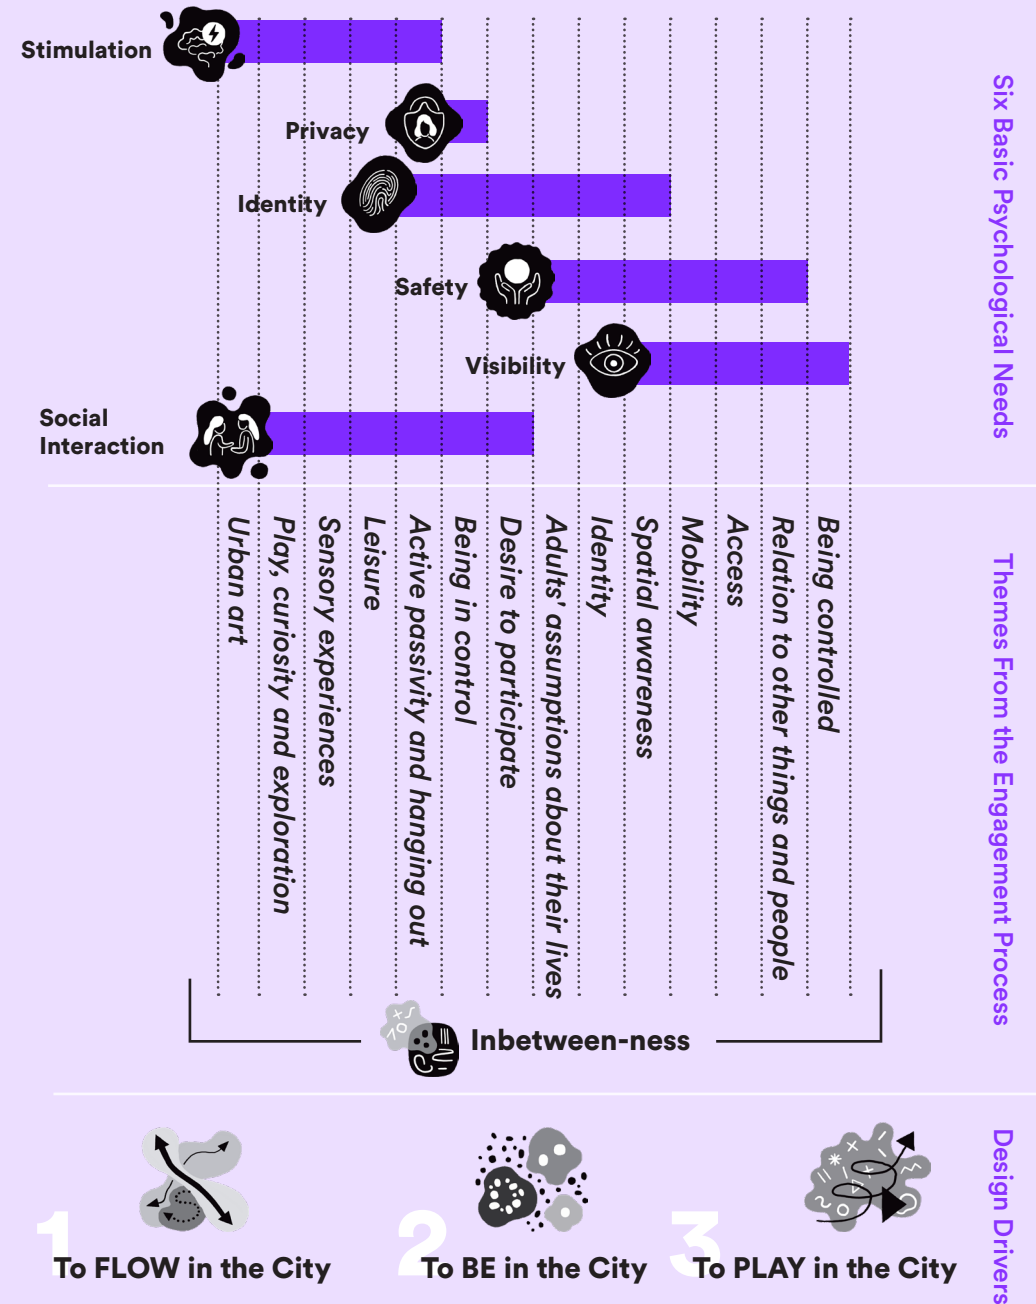 Stimulation
Privacy
Identity
Safety
Visibility
Social
Interaction
Six Basic Psychological Needs
Urban art
Play, curiosity and exploration
Sensory experiences
Leisure
Active passivity and hanging out
Being in control
Desire to participate
Adults' assumptions about their lives
Identity
Spatial awareness
Mobility
Access
Relation to other things and people
Being controlled
Themes From the Engagement Process
Inbetween-ness
1
To FLOW in the City
2
To BE in the City
3
To PLAY in the City
Design Drivers